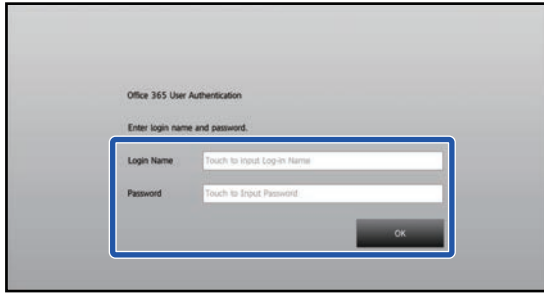 Office 365 User Authentication
Enter login name and password.
Login Name Touch to input Log-in Name
Password Touch to Input Password
OK